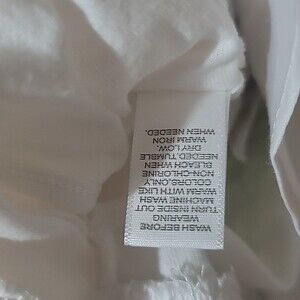 WASH BEFORE
WEARING
TURN INSIDE OUT
MACHINE WASH
WARM WITH LIKE
COLORS.ONLY
NON-CHLORINE
BLEACH WHEN
NEEDED.TUMBLE
DRY LOW.
WARM IRON
WHEN NEEDED.